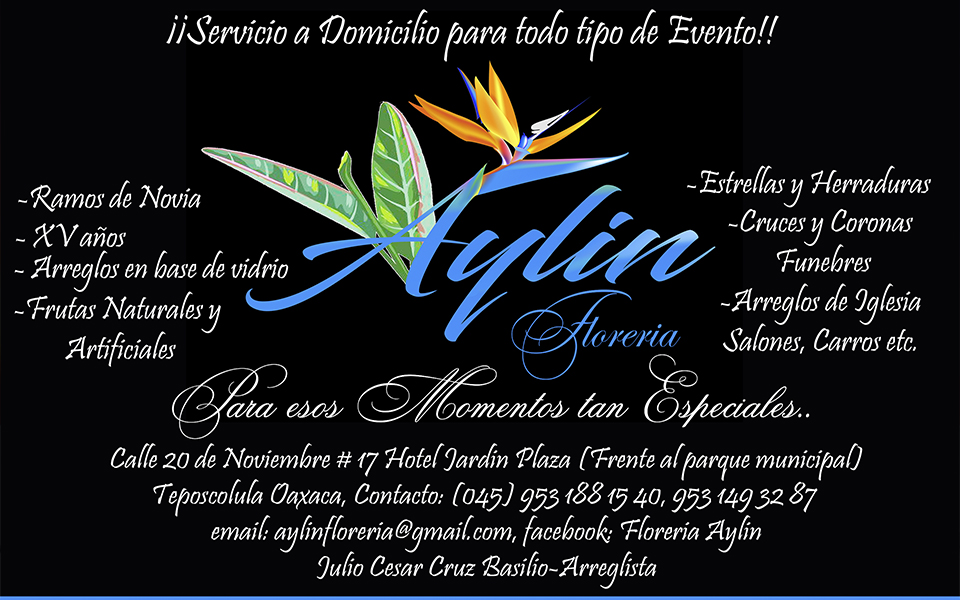 ¡¡Servicio a Domicilio para todo tipo de Evento!!
-Ramos de Novia
- XV años
- Arreglos en base de vidrio
-Frutas Naturales y
Artificiales
Aylin
Floreria
-Estrellas y Herraduras
-Cruces y Coronas
Funebres
-Arreglos de Iglesia
Salones, Carros etc.
Para esos Momentos tan Especiales..
Calle 20 de Noviembre # 17 Hotel Jardin Plaza (Frente al parque municipal)
Teposcolula Oaxaca, Contacto: (045) 953 188 15 40, 953 149 32 87
email: aylinfloreria@gmail.com, facebook: Floreria Aylin
Julio Cesar Cruz Basilio-Arreglista